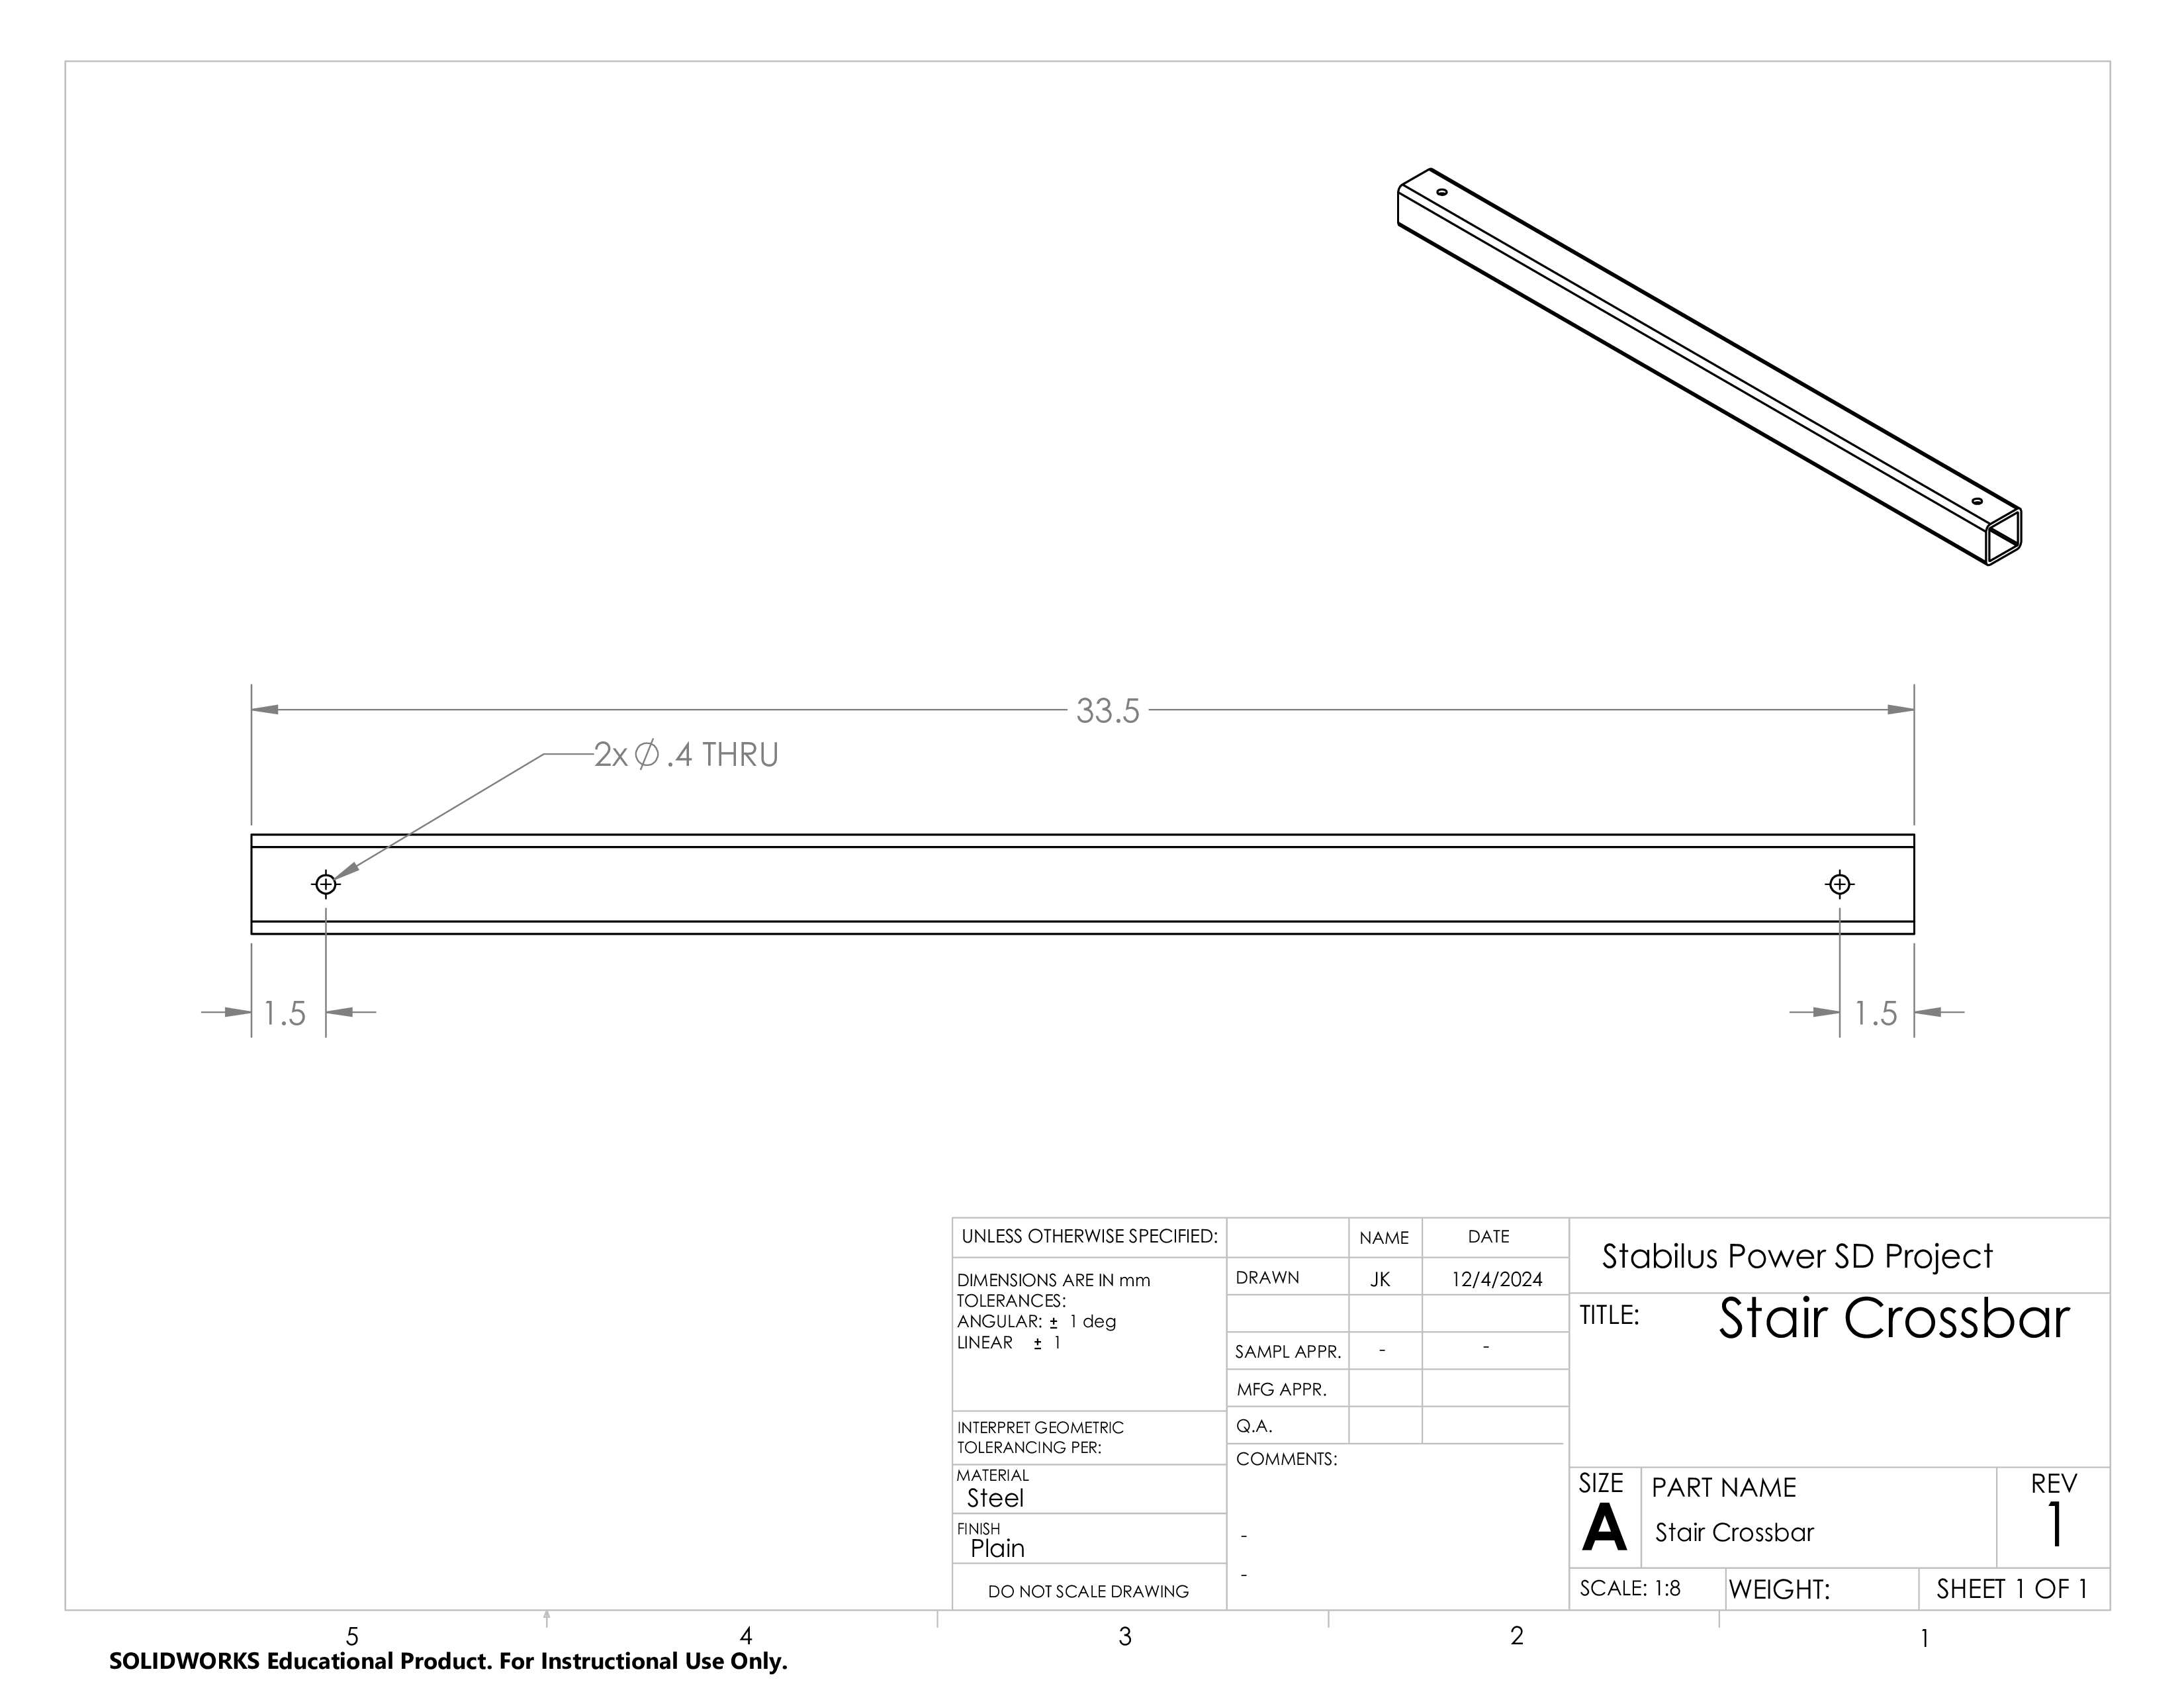 33.5
2x Ø .4 THRU
1.5
1.5
UNLESS OTHERWISE SPECIFIED:
DIMENSIONS ARE IN mm
TOLERANCES:
ANGULAR: ± 1 deg
LINEAR ± 1
INTERPRET GEOMETRIC
TOLERANCING PER:
MATERIAL
Steel
FINISH
Plain
DO NOT SCALE DRAWING
NAME
DATE
DRAWN
JK
12/4/2024
SAMPL APPR.
-
-
MFG APPR.
Q.A.
COMMENTS:
-
-
Stabilus Power SD Project
TITLE:
Stair Crossbar
SIZE
A
PART NAME
Stair Crossbar
REV
1
SCALE: 1:8
WEIGHT:
SHEET 1 OF 1
5
4
3
2
1
SOLIDWORKS Educational Product. For Instructional Use Only.